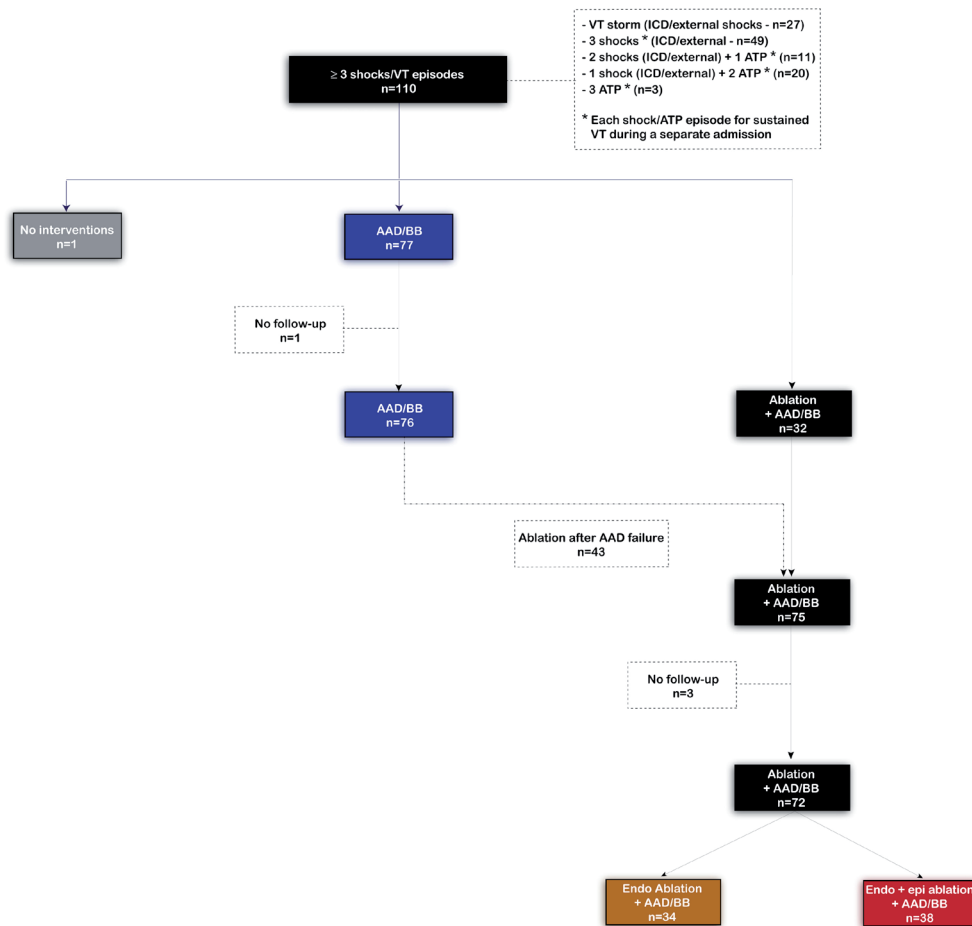 - VT storm (ICD/external shocks - n=27)
- 3 shocks * (ICD/external - n=49)
- 2 shocks (ICD/external) + 1 ATP * (n=11)
- 1 shock (ICD/external) + 2 ATP * (n=20)
- 3 ATP * (n=3)
* Each shock/ATP episode for sustained
VT during a separate admission
≥ 3 shocks/VT episodes
n=110
No interventions
n=1
AAD/BB
n=77
No follow-up
n=1
AAD/BB
n=76
Ablation
+ AAD/BB
n=32
Ablation after AAD failure
n=43
Ablation
+ AAD/BB
n=75
No follow-up
n=3
Ablation
+ AAD/BB
n=72
Endo Ablation
+ AAD/BB
n=34
Endo + epi ablation
+ AAD/BB
n=38